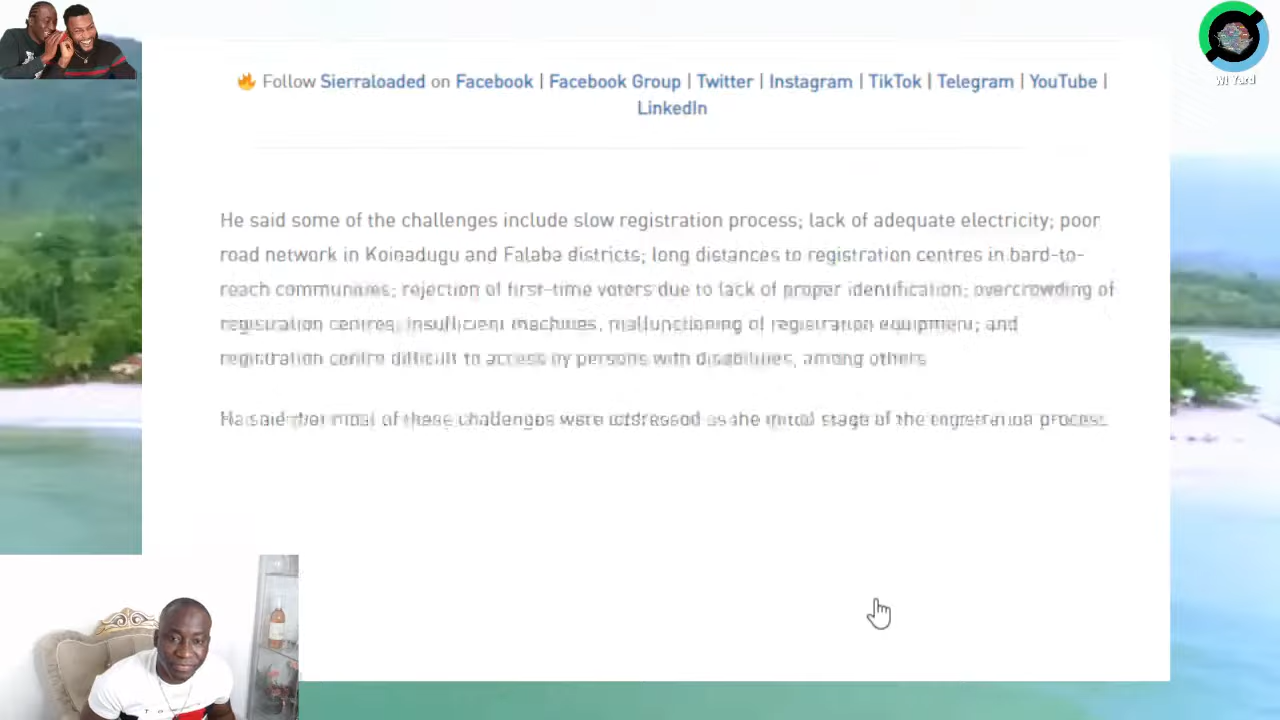 🔥 Follow Sierraloaded on Facebook | Facebook Group | Twitter | Instagram | TikTok | Telegram | YouTube |
LinkedIn
WI Yard
He said some of the challenges include slow registration process; lack of adequate electricity; poor
road network in Koinadugu and Falaba districts; long distances to registration centres in hard-to-
reach communities; rejection of first-time voters due to lack of proper identification; overcrowding of
registration centres, insufficient machines, malfunctioning of registration equipment; and
registration centre difficult to access by persons with disabilities, among others
He said that most of these challenges were addressed as the initial stage of the registration process